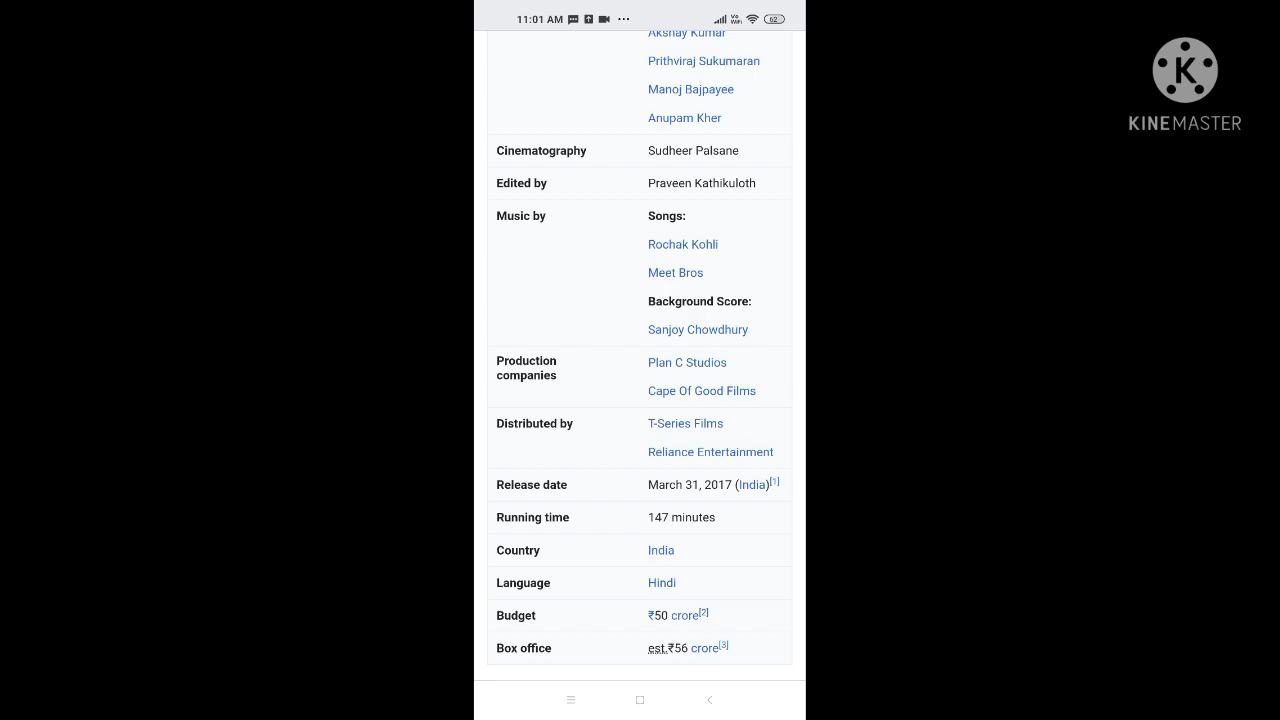 11:01 AM
Vo WiFi
62
Akshay Kumar
Prithviraj Sukumaran
Manoj Bajpayee
Anupam Kher
Cinematography Sudheer Palsane
Edited by Praveen Kathikuloth
Music by Songs:
Rochak Kohli
Meet Bros
Background Score:
Sanjoy Chowdhury
Production companies Plan C Studios
Cape Of Good Films
Distributed by T-Series Films
Reliance Entertainment
Release date March 31, 2017 (India)[1]
Running time 147 minutes
Country India
Language Hindi
Budget ₹50 crore[2]
Box office est.₹56 crore[3]
K
KINEMASTER